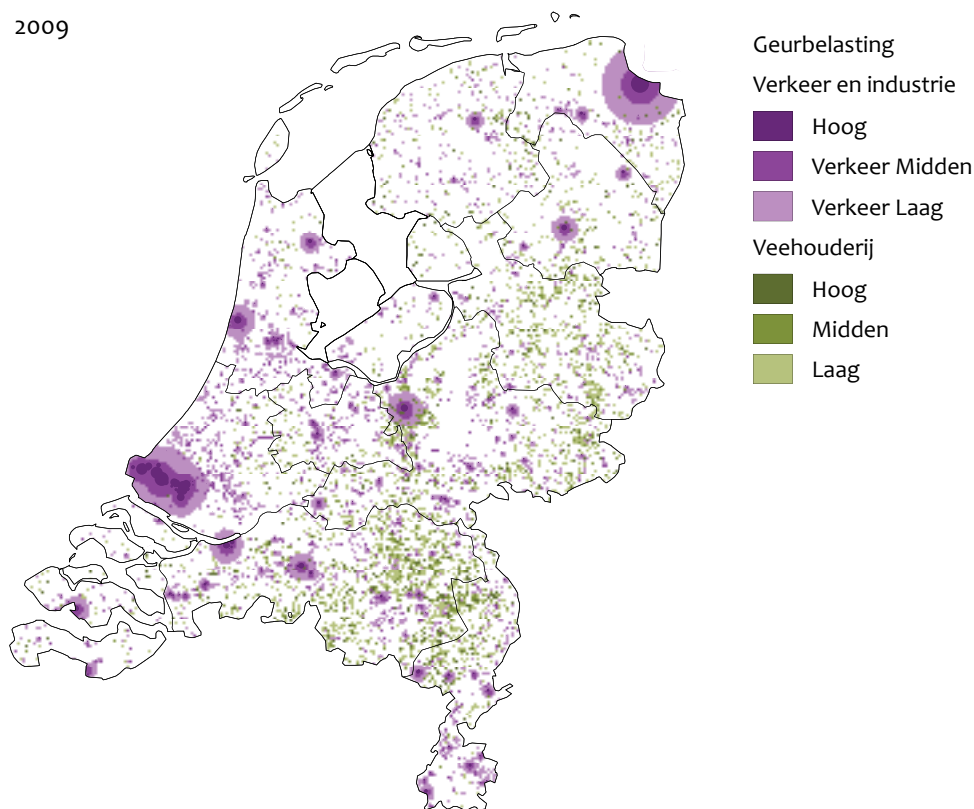 2009
Geurbelasting
Verkeer en industrie
Hoog
Verkeer Midden
Verkeer Laag
Veehouderij
Hoog
Midden
Laag